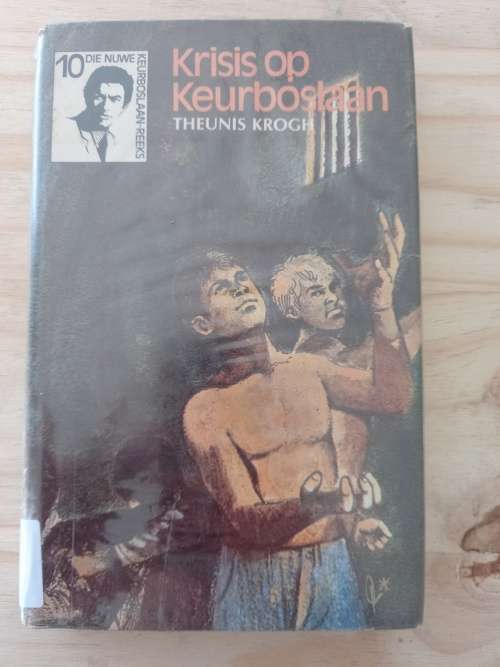 10 DIE NUWE
KEURBOSLAAN-REEKS
Krisis op
Keurboslaan
THEUNIS KROGH